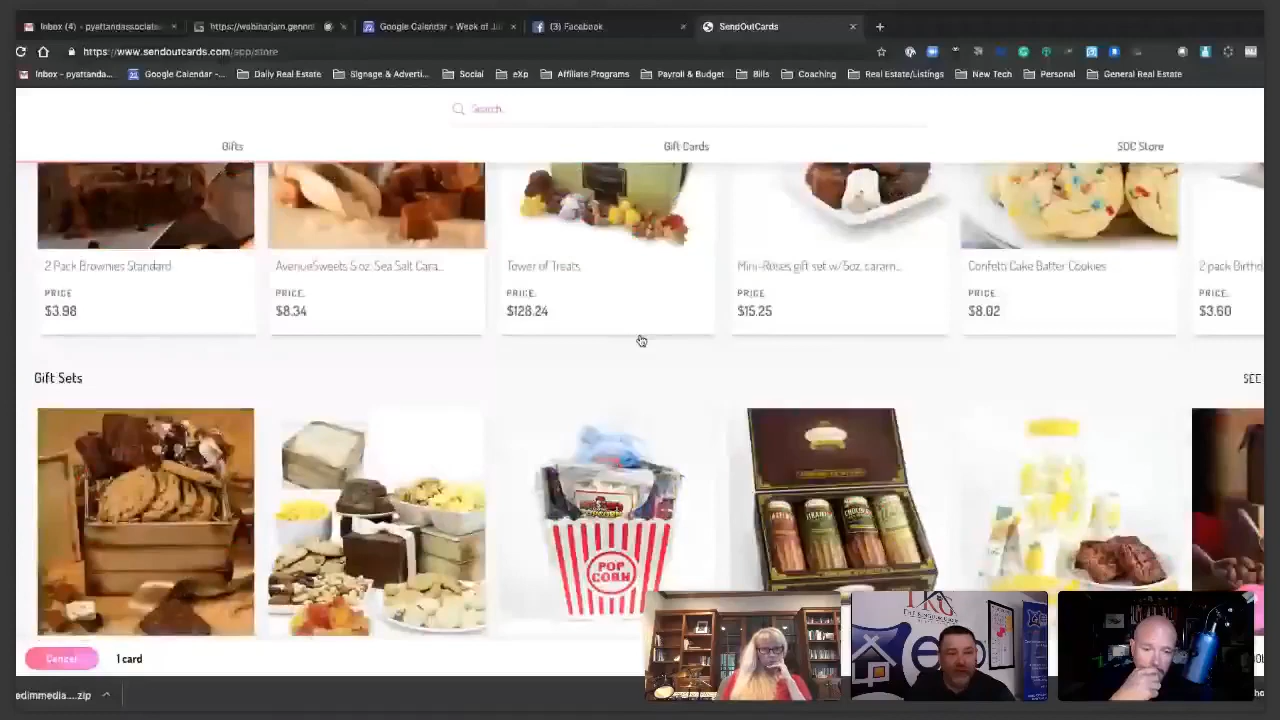 Inbox (4) - pyattandassociate
https://webinarjam.genne
Google Calendar - Week of Ju
(3) Facebook
SendOutCards
https://www.sendoutcards.com/app/store
Inbox - pyattanda...
Google Calendar -...
Daily Real Estate
Signage & Adverti...
Social
eXp
Affiliate Programs
Payroll & Budget
Bills
Coaching
Real Estate/Listings
New Tech
Personal
General Real Estate
Search..
Gifts
Gift Cards
SOC Store
2 Pack Brownies Standard
AvenueSweets 5 oz. Sea Salt Cara...
Tower of Treats
Mini-Roses gift set w/5oz. caram...
Confetti Cake Batter Cookies
2 pack Birthd
PRICE:
PRICE:
PRICE:
PRICE:
PRICE:
PRICE:
$3.98
$8.34
$128.24
$15.25
$8.02
$3.60
Gift Sets
SEE
POP
CORN
Cancel
1 card
edimmedia....zip